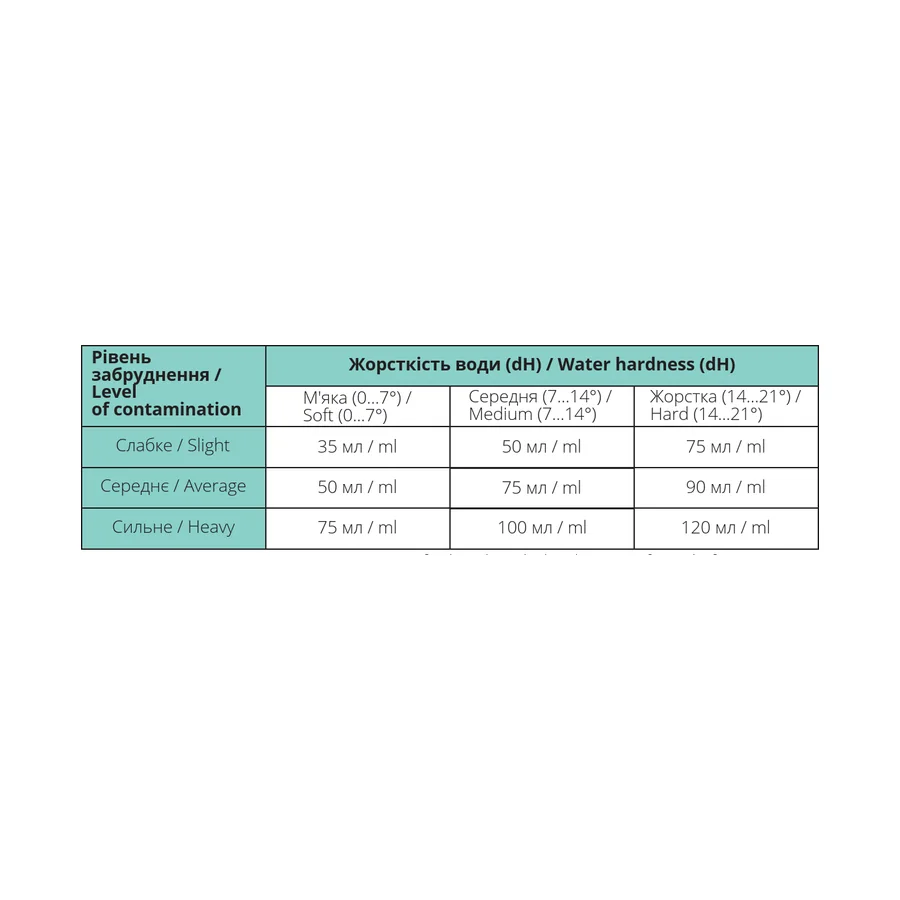 Рівень
забруднення /
Level
of contamination
Жорсткість води (dH) / Water hardness (dH)
М'яка (0...7°) /
Soft (0...7°)
Середня (7...14°) /
Medium (7...14°)
Жорстка (14...21°) /
Hard (14...21°)
Слабке / Slight
35 мл / ml
50 мл / ml
75 мл / ml
Середнє / Average
50 мл / ml
75 мл / ml
90 мл / ml
Сильне / Heavy
75 мл / ml
100 мл / ml
120 мл / ml